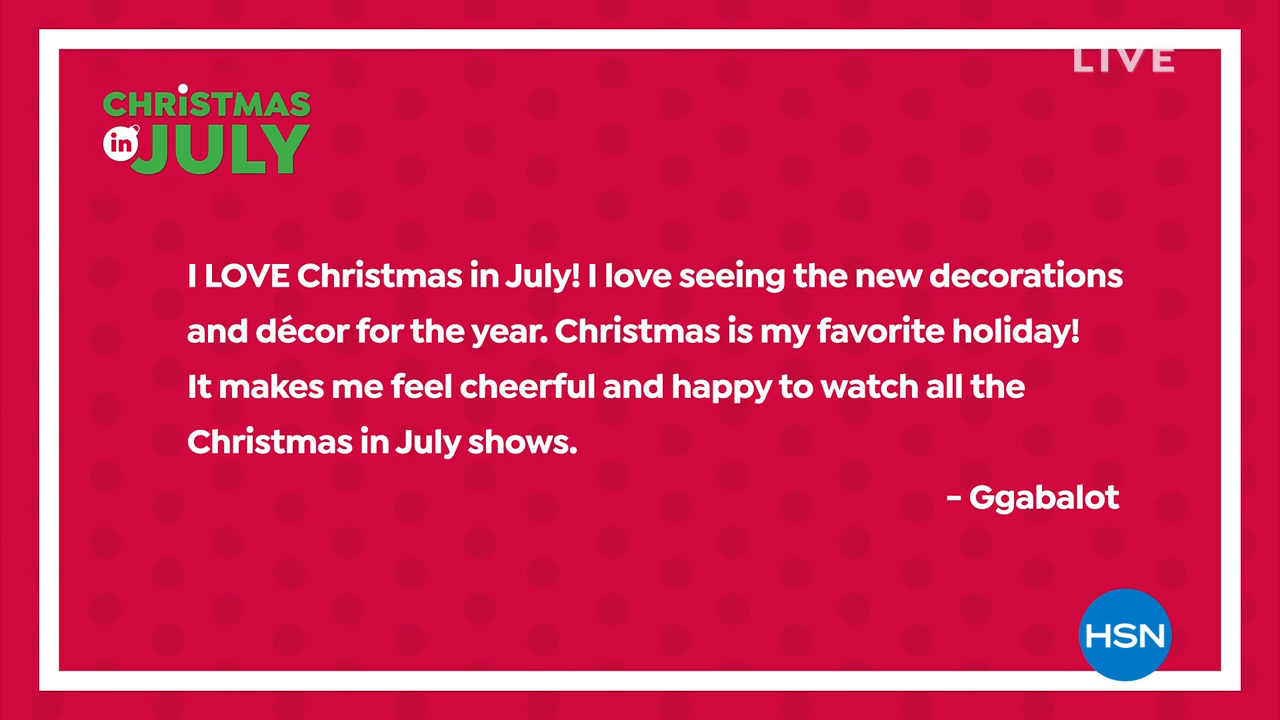 LIVE
CHRiSTMAS
in JULY
I LOVE Christmas in July! I love seeing the new decorations
and décor for the year. Christmas is my favorite holiday!
It makes me feel cheerful and happy to watch all the
Christmas in July shows.
- Ggabalot
HSN